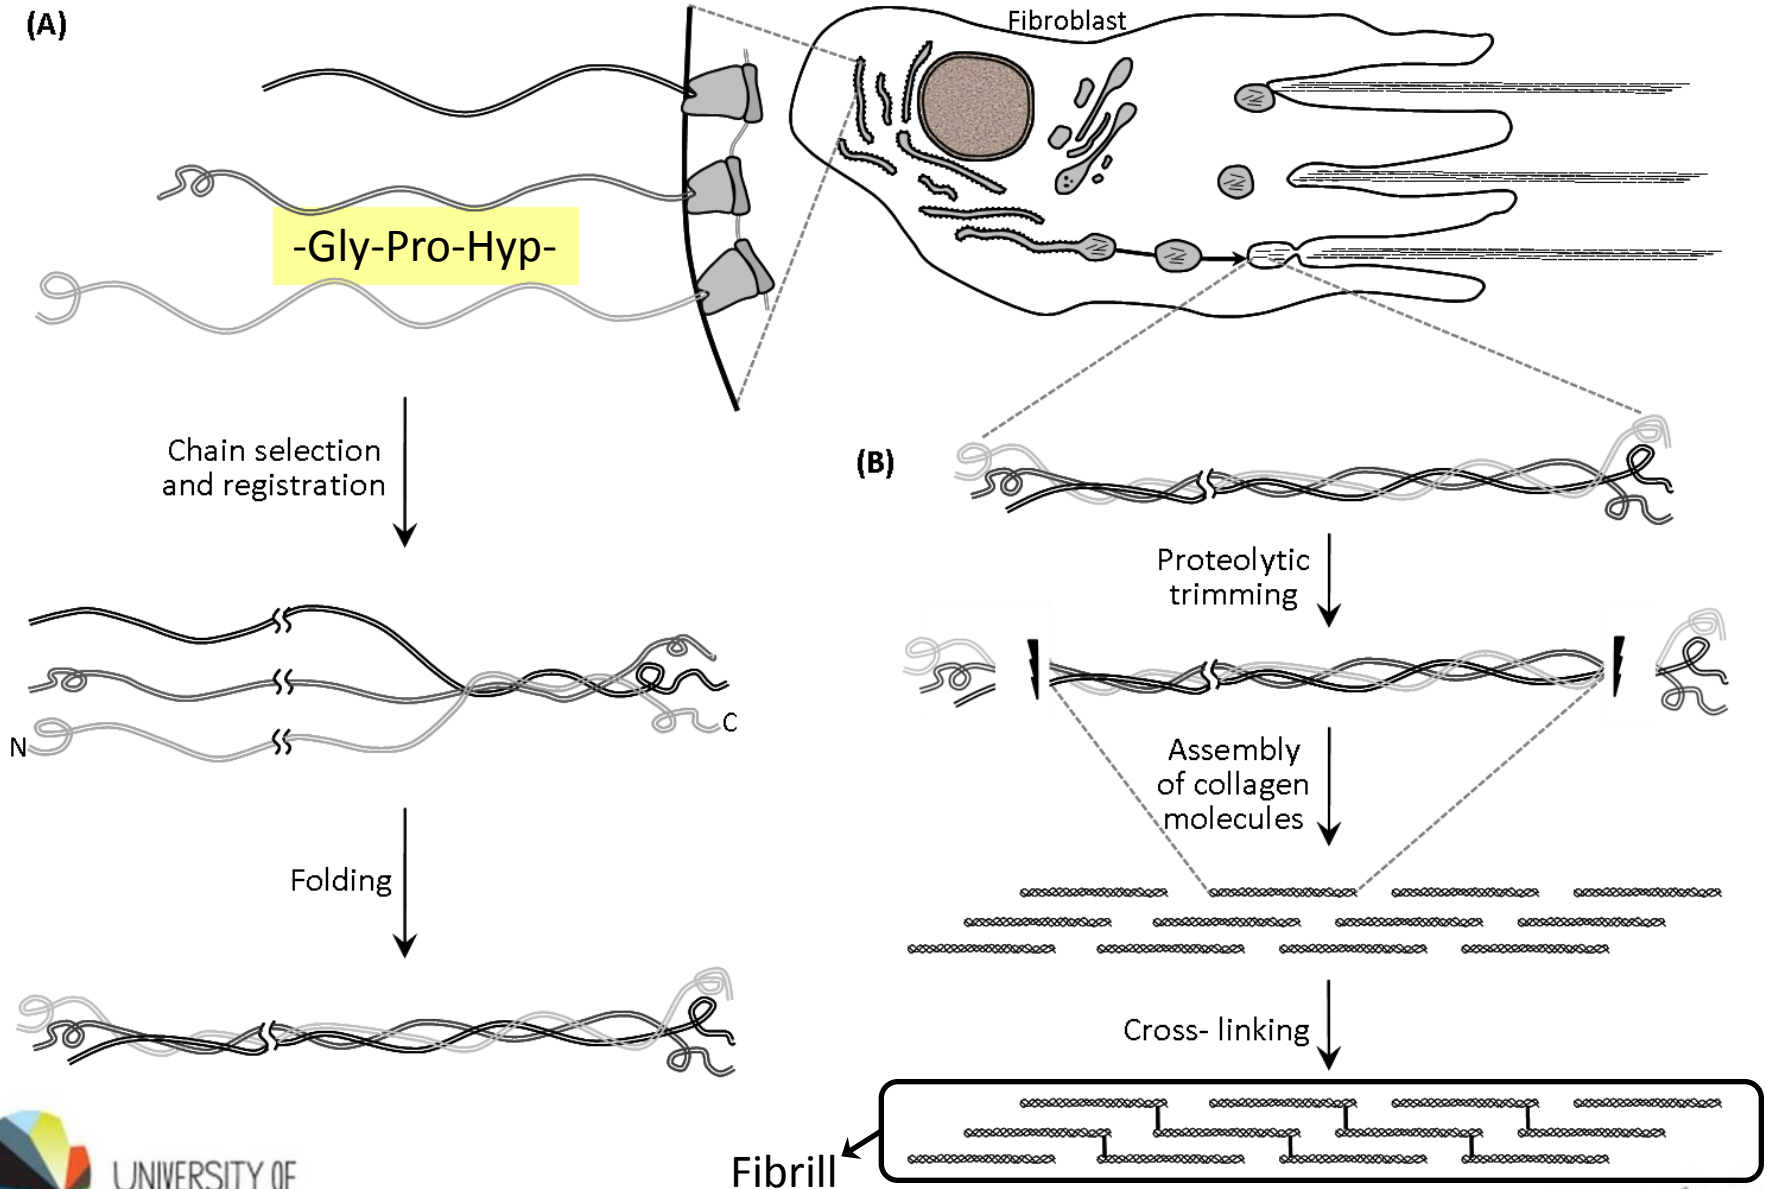 (A)
Fibroblast
-Gly-Pro-Hyp-
Chain selection
and registration
N
C
Folding
(B)
Proteolytic
trimming
Assembly
of collagen
molecules
Cross- linking
Fibrill
UNIVERSITY OF